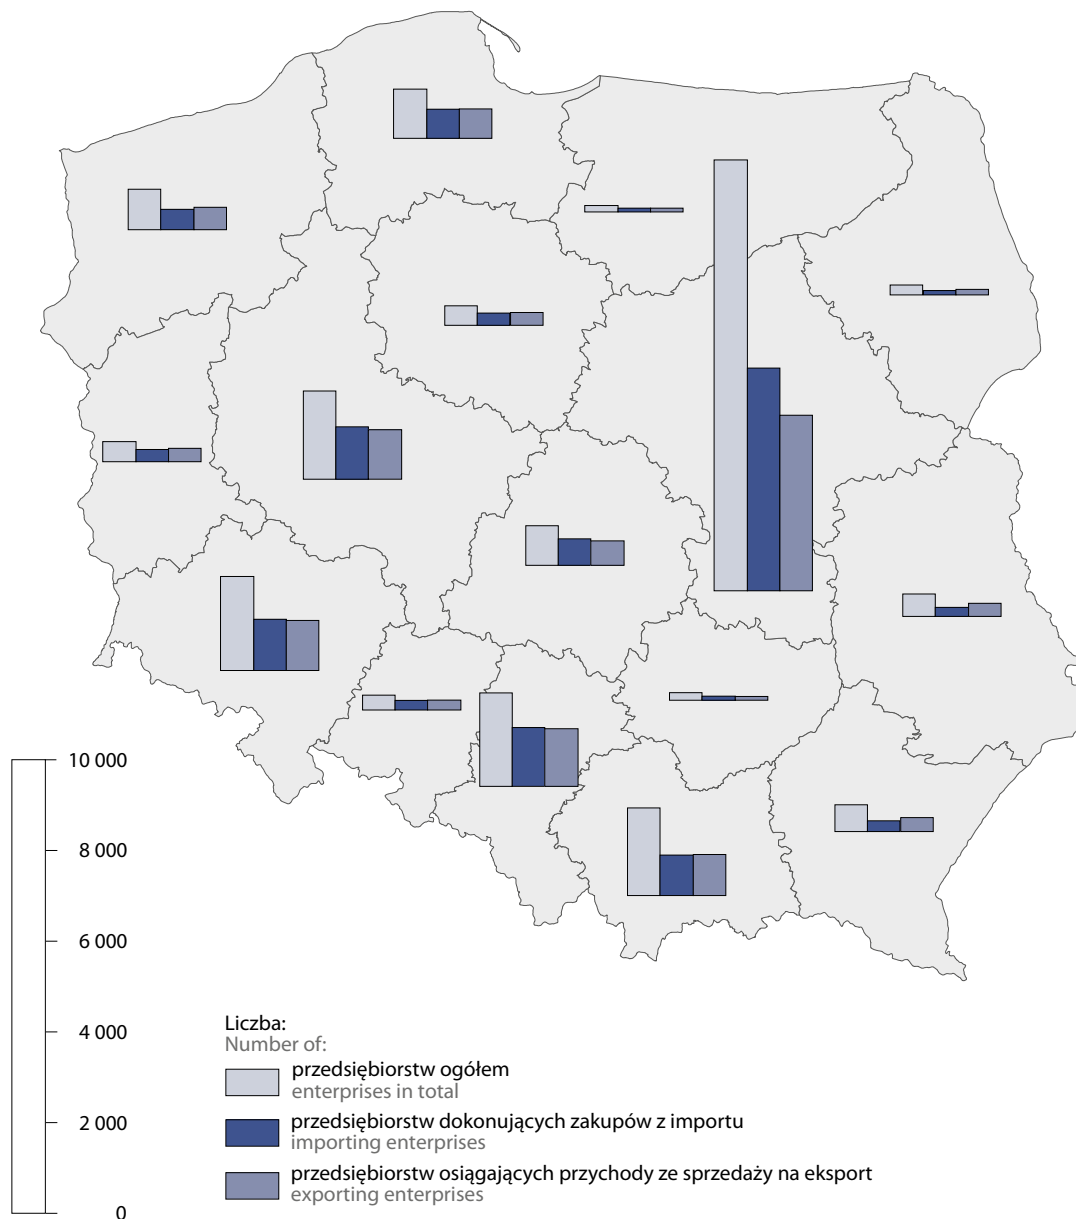 10 000
8 000
6 000
4 000
2 000
0
Liczba:
Number of:
przedsiębiorstw ogółem
enterprises in total
przedsiębiorstw dokonujących zakupów z importu
importing enterprises
przedsiębiorstw osiągających przychody ze sprzedaży na eksport
exporting enterprises